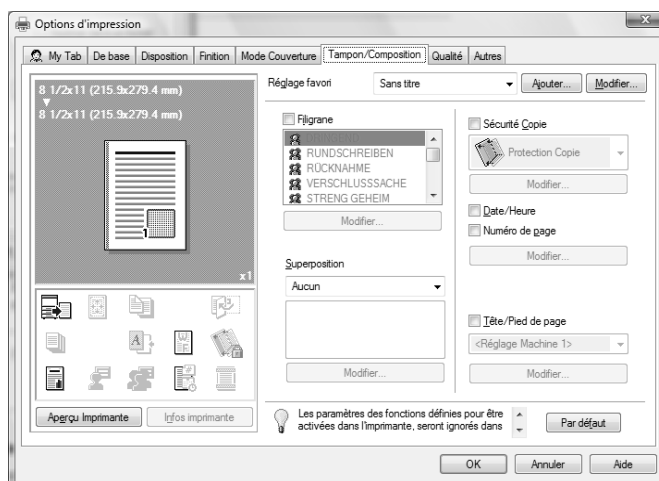 Options d'impression
x
My Tab De base Disposition Finition Mode Couverture Tampon/Composition Qualité Autres
Réglage favori Sans titre Ajouter... Modifier...
8 1/2x11 (215.9x279.4 mm)
8 1/2x11 (215.9x279.4 mm)
1
x1
Filigrane
RUNDSCHREIBEN
RÜCKNAHME
VERSCHLUSSSACHE
STRENG GEHEIM
Modifier...
Superposition
Aucun
Modifier...
Sécurité Copie
Protection Copie
Modifier...
Date/Heure
Numéro de page
Modifier...
Tête/Pied de page
<Réglage Machine 1>
Modifier...
Aperçu Imprimante Infos imprimante
Les paramètres des fonctions définies pour être
activées dans l'imprimante, seront ignorés dans
Par défaut
OK Annuler Aide